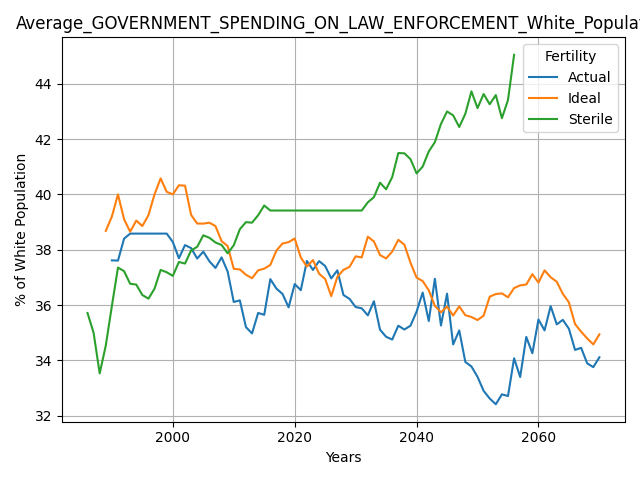 Average_GOVERNMENT_SPENDING_ON_LAW_ENFORCEMENT_White_Populat
Fertility
Actual
Ideal
Sterile
% of White Population
44
42
40
38
36
34
32
2000 2020 2040 2060
Years